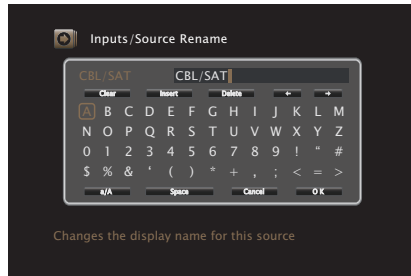 Inputs/Source Rename
CBL/SAT CBL/SAT
Clear Insert Delete ← →
A B C D E F G H I J K L M
N O P Q R S T U V W X Y Z
0 1 2 3 4 5 6 7 8 9 ! “ #
$ % & ‘ ( ) * + , ; < = >
a/A Space Cancel O K
Changes the display name for this source